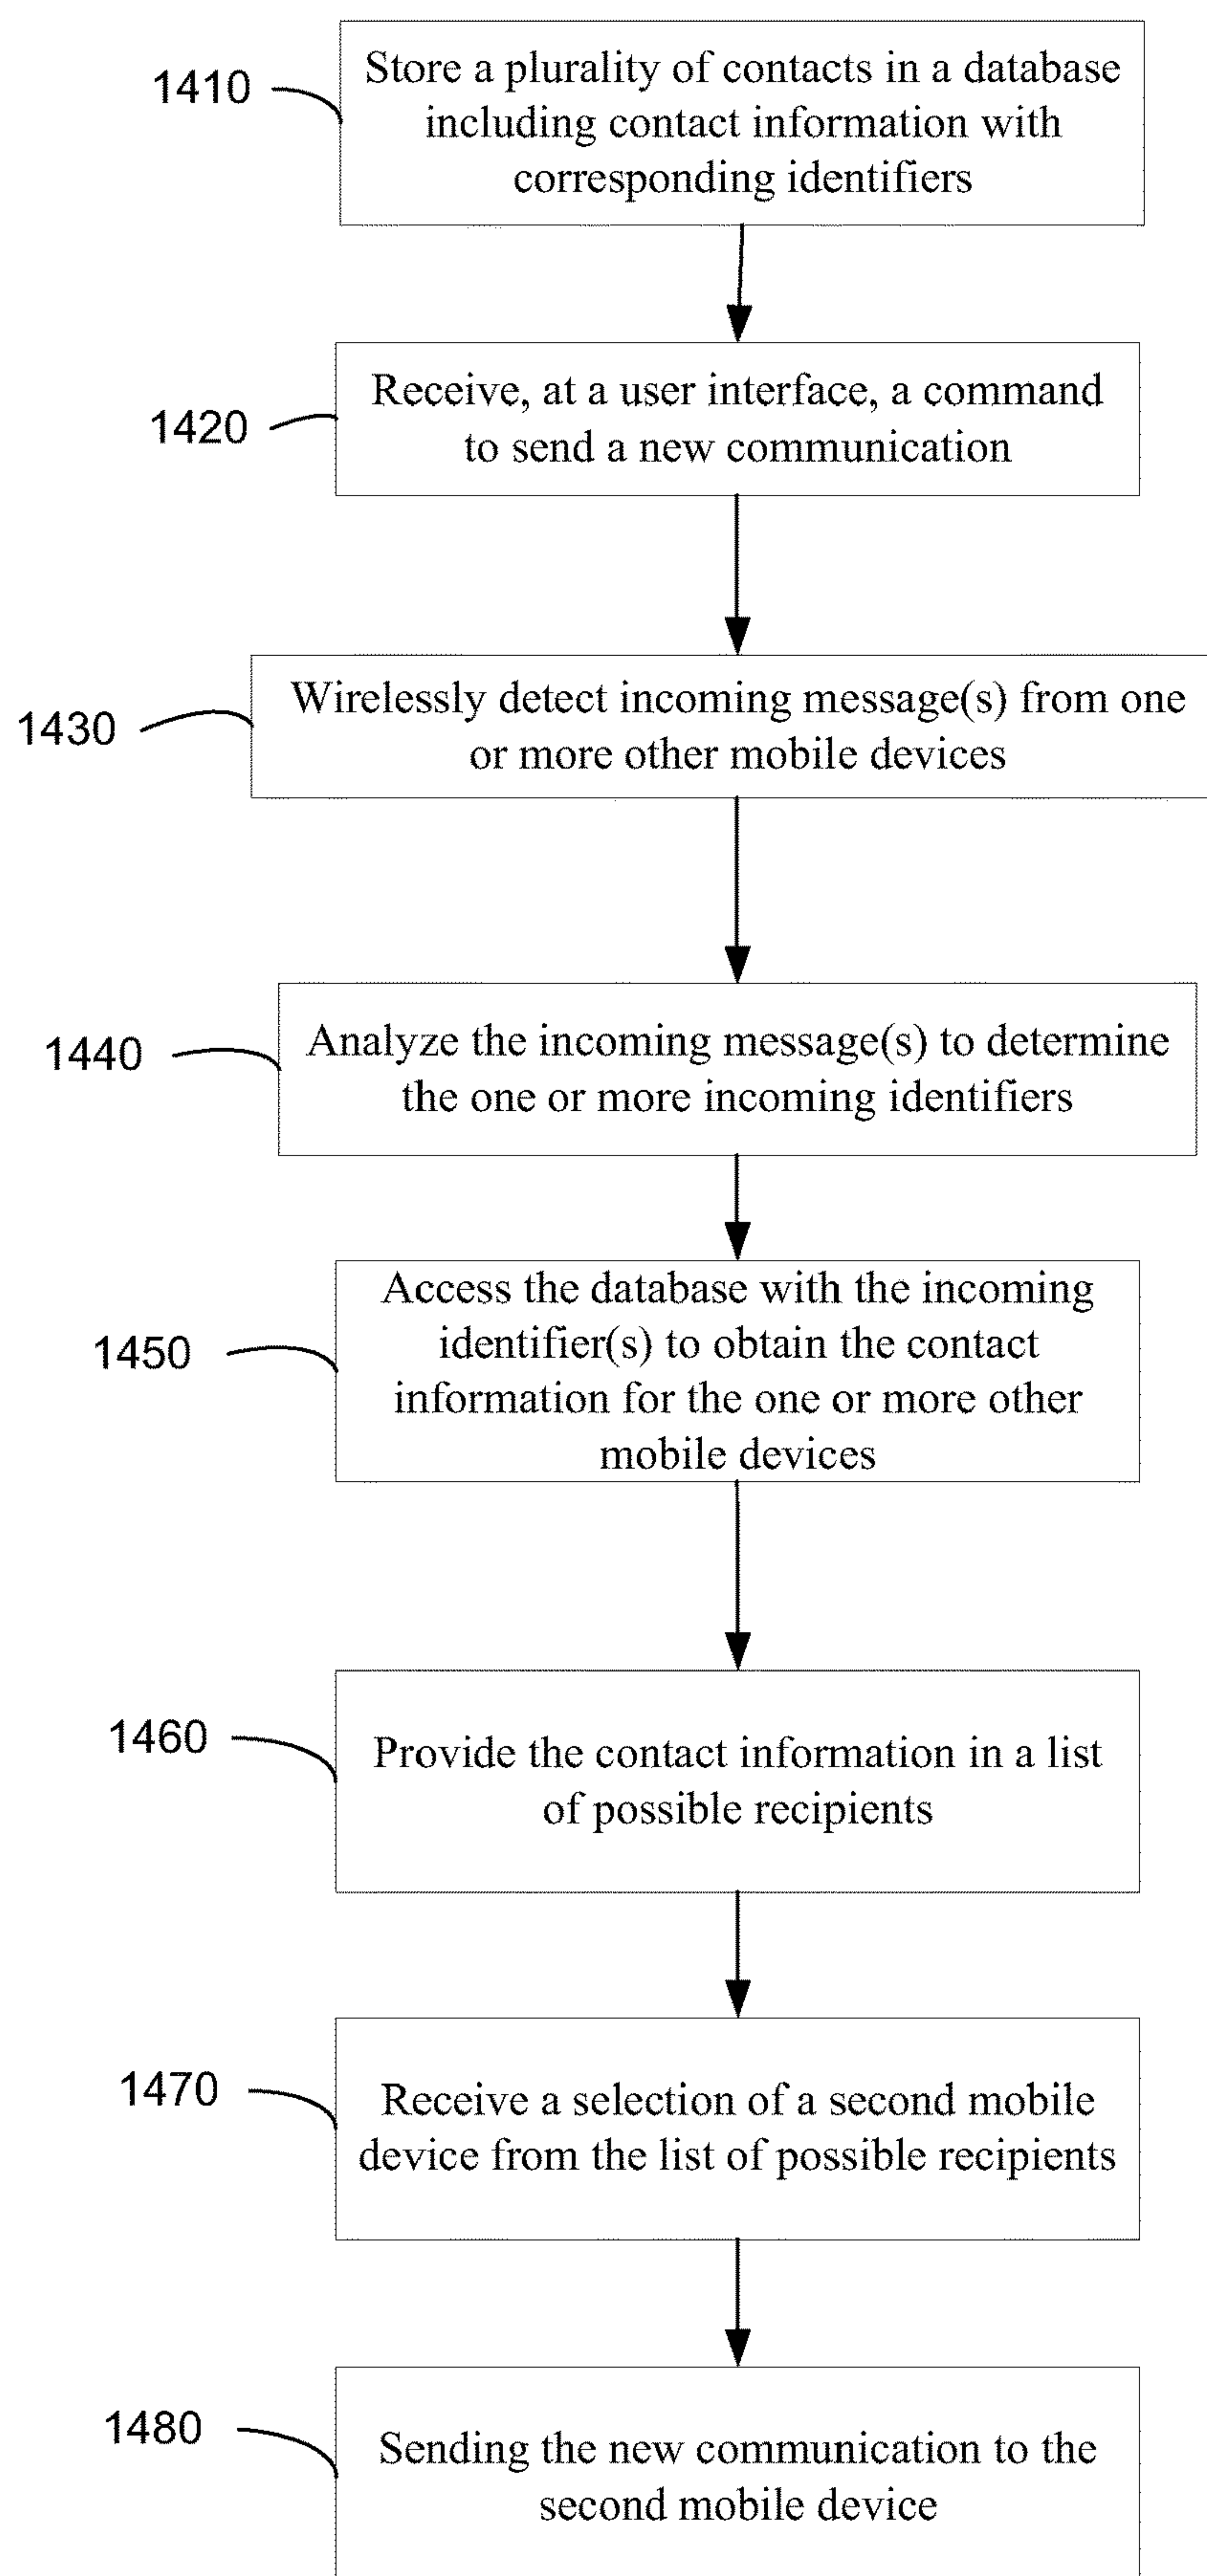 1410
Store a plurality of contacts in a database
including contact information with
corresponding identifiers
1420
Receive, at a user interface, a command
to send a new communication
1430
Wirelessly detect incoming message(s) from one
or more other mobile devices
1440
Analyze the incoming message(s) to determine
the one or more incoming identifiers
1450
Access the database with the incoming
identifier(s) to obtain the contact
information for the one or more other
mobile devices
1460
Provide the contact information in a list
of possible recipients
1470
Receive a selection of a second mobile
device from the list of possible recipients
1480
Sending the new communication to the
second mobile device